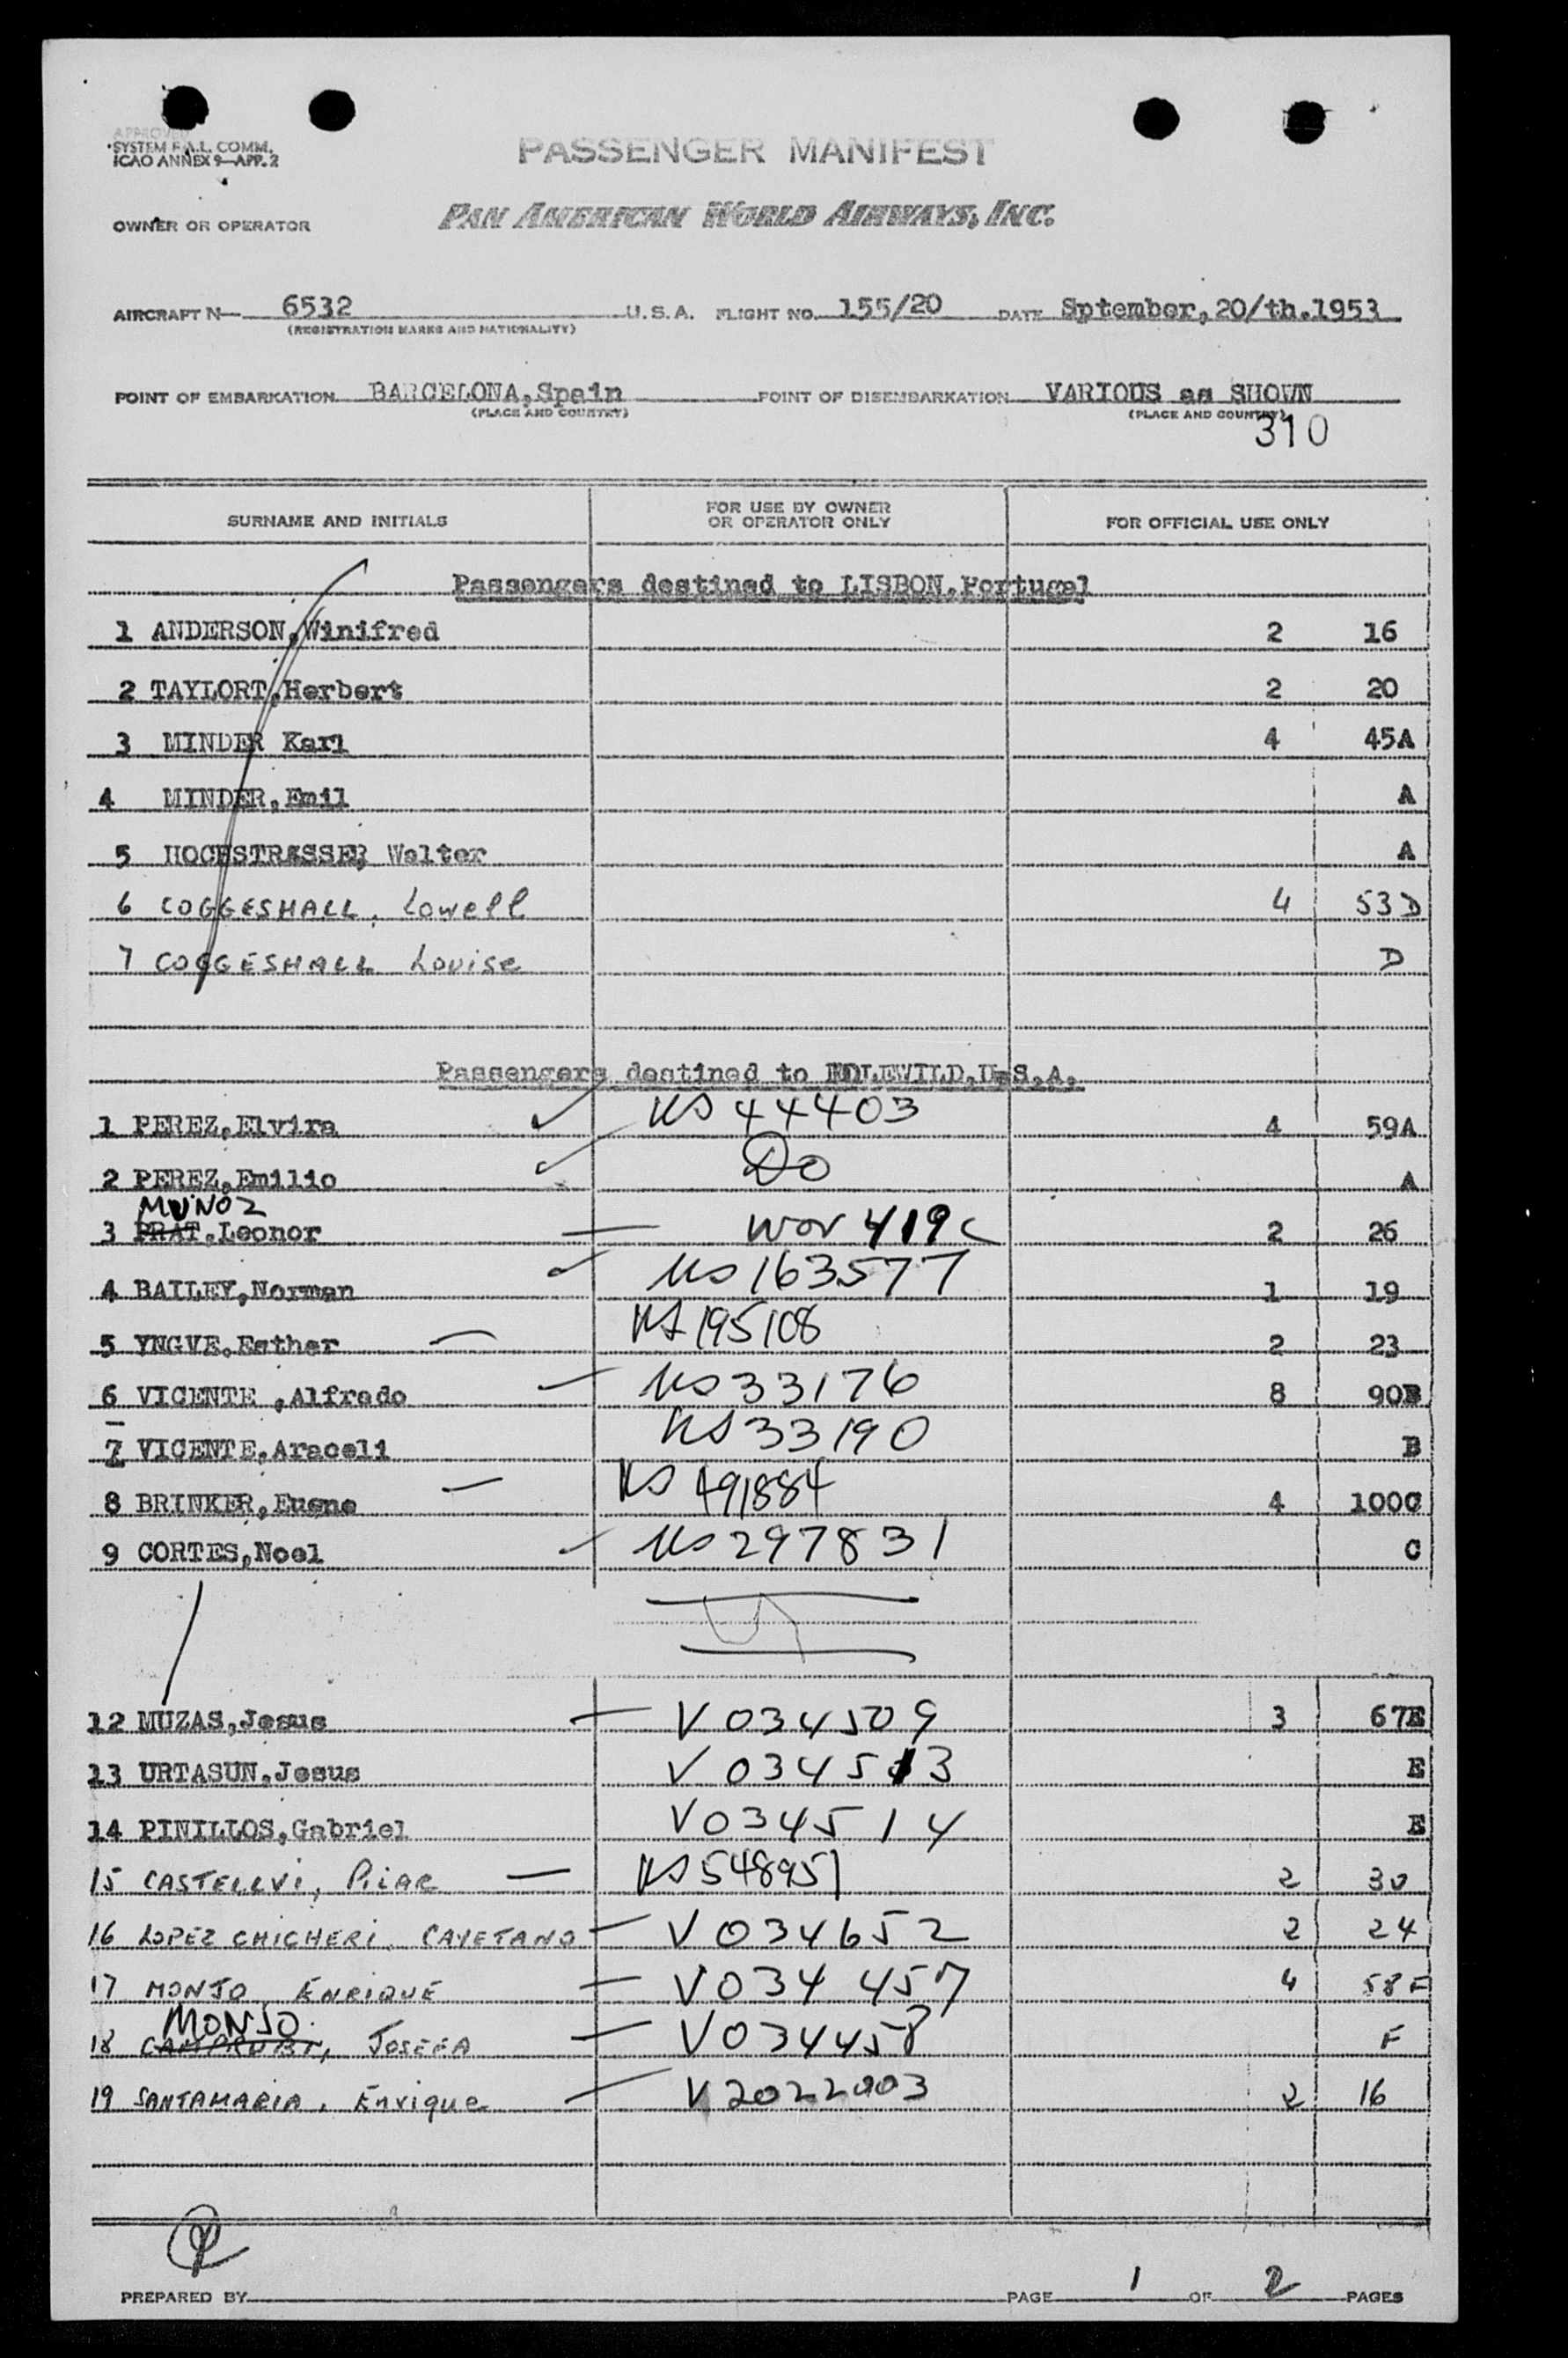 APPROVED
SYSTEM F.A.L. COMM.
ICAO ANNEX 9—APP. 2
PASSENGER MANIFEST
OWNER OR OPERATOR PAN AMERICAN WORLD AIRWAYS, INC.
AIRCRAFT N— 6532 U.S.A. FLIGHT NO. 155/20 DATE Sptember,20/th.1953
(REGISTRATION MARKS AND NATIONALITY)
POINT OF EMBARKATION BARCELONA,Spain POINT OF DISEMBARKATION VARIOUS as SHOWN
(PLACE AND COUNTRY) (PLACE AND COUNTRY)
310
SURNAME AND INITIALS FOR USE BY OWNER OR OPERATOR ONLY FOR OFFICIAL USE ONLY
Passengers destined to LISBON,Portugal
1 ANDERSON,Winifred 2 16
2 TAYLORT,Herbert 2 20
3 MINDER Karl 4 45A
4 MINDER,Emil A
5 HOCHSTRASSER, Walter A
6 COGGESHALL, Lowell 4 53D
7 COGGESHALL Louise D
Passengers destined to IDLEWILD,U.S.A.
1 PEREZ,Elvira US 44403 4 59A
2 PEREZ,Emilio DO A
MUNOZ
3 PRAT,Leonor 419 2 26
4 BAILEY,Norman US 163577 1 19
5 YNGVE,Esther US 195108 2 23
6 VICENTE ,Alfredo US 33176 8 90B
7 VICENTE,Araceli US 33190 B
8 BRINKER,Eugne US 491884 4 100C
9 CORTES,Noel US 297831 C
12 MUZAS,Jesus V 034509 3 67E
13 URTASUN,Jesus V 034513 E
14 PINILLOS,Gabriel V 034514 E
15 CASTELLVI, PILAR US 548951 2 30
16 LOPEZ CHICHERI, CAYETANO V 034652 2 24
17 MONJO, ENRIQUE V 034 457 4 58F
MONJO
18 CAMPRUBI, JOSEFA V 034458 F
19 SANTAMARIA, Enrique V 2022003 2 16
PREPARED BY PAGE 1 OF 2 PAGES